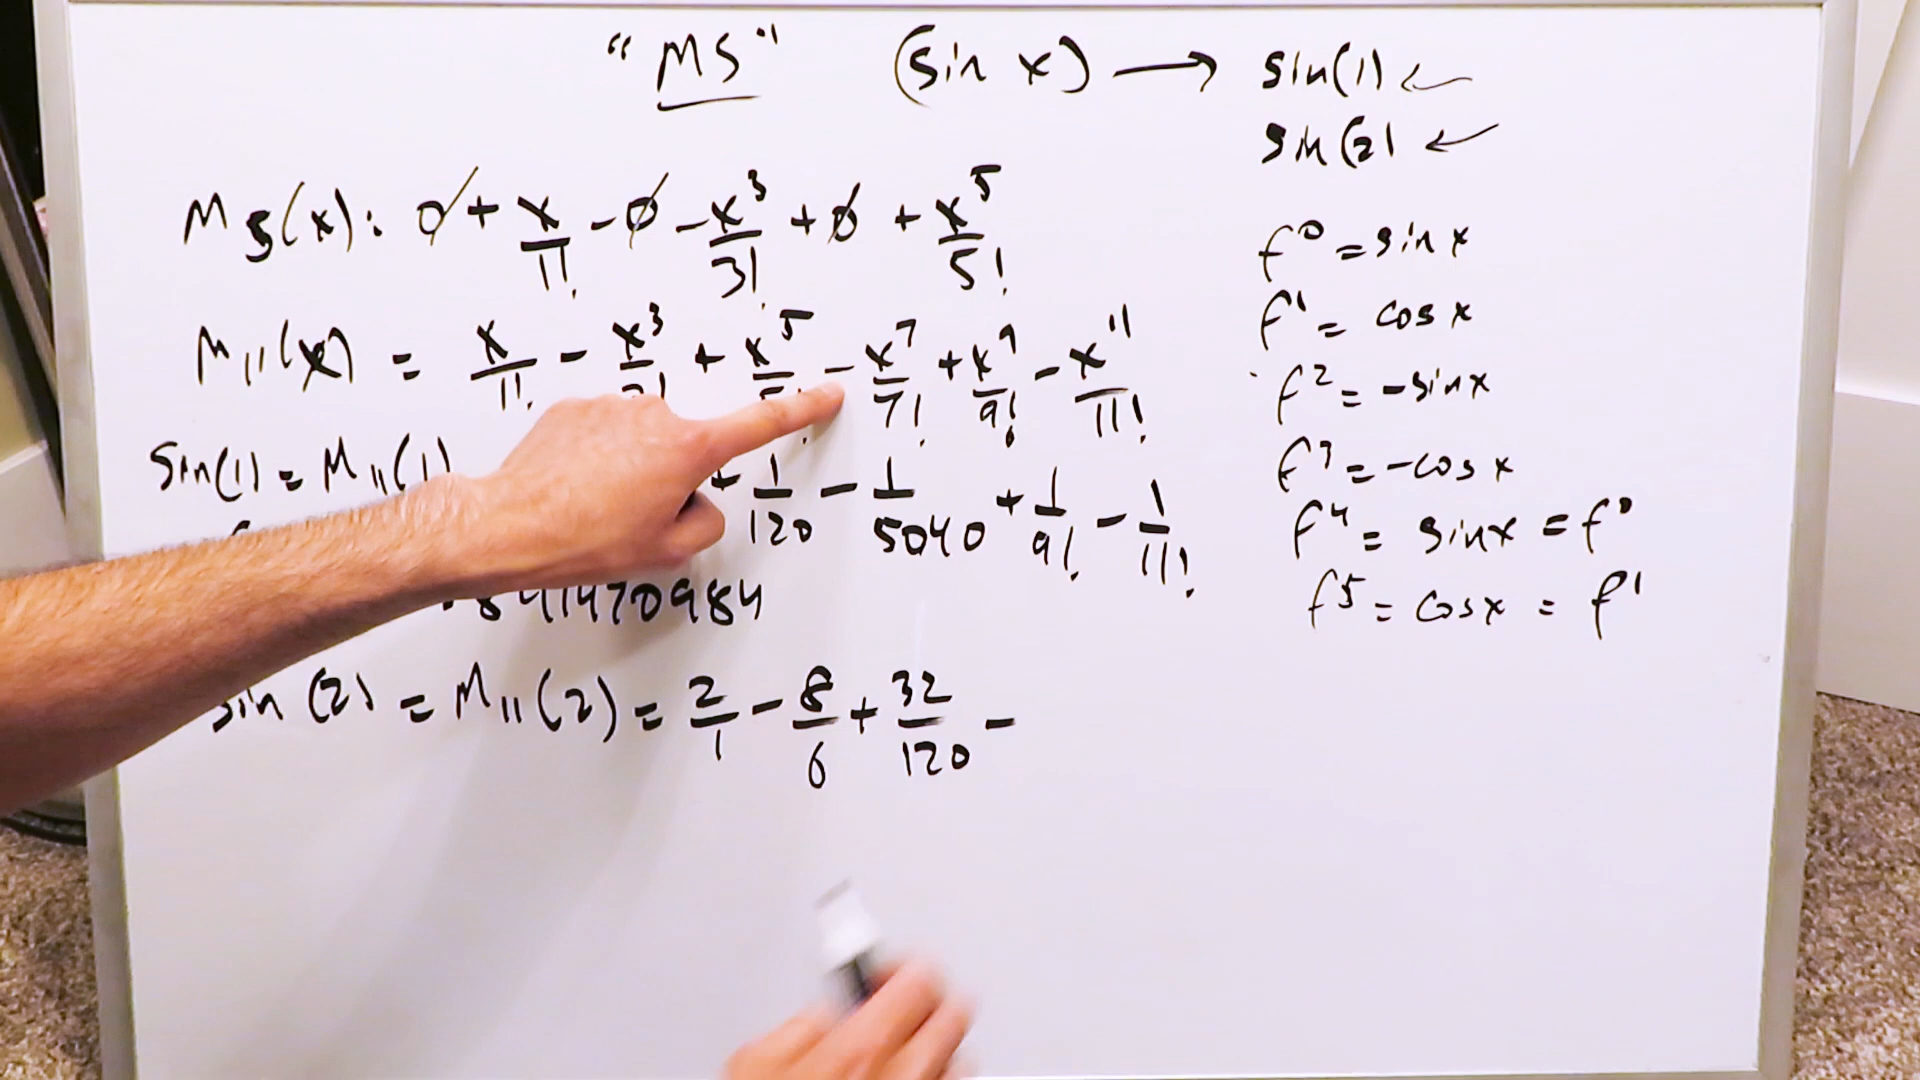 "MS" (sin x) → sin(1) ←
sin(2) ←
M5(x): 0 + x/1! - 0 - x³/3! + 0 + x⁵/5!
f⁰ = sin x
M11(x) = x/1! - x³/3! + x⁵/5! - x⁷/7! + x⁹/9! - x¹¹/11!
f¹ = cos x
f² = -sin x
sin(1) = M11(1) + 1/120 - 1/5040 + 1/9! - 1/11!
f³ = -cos x
f⁴ = sin x = f⁰
.841470984
f⁵ = cos x = f¹
sin(2) = M11(2) = 2/1 - 8/6 + 32/120 -